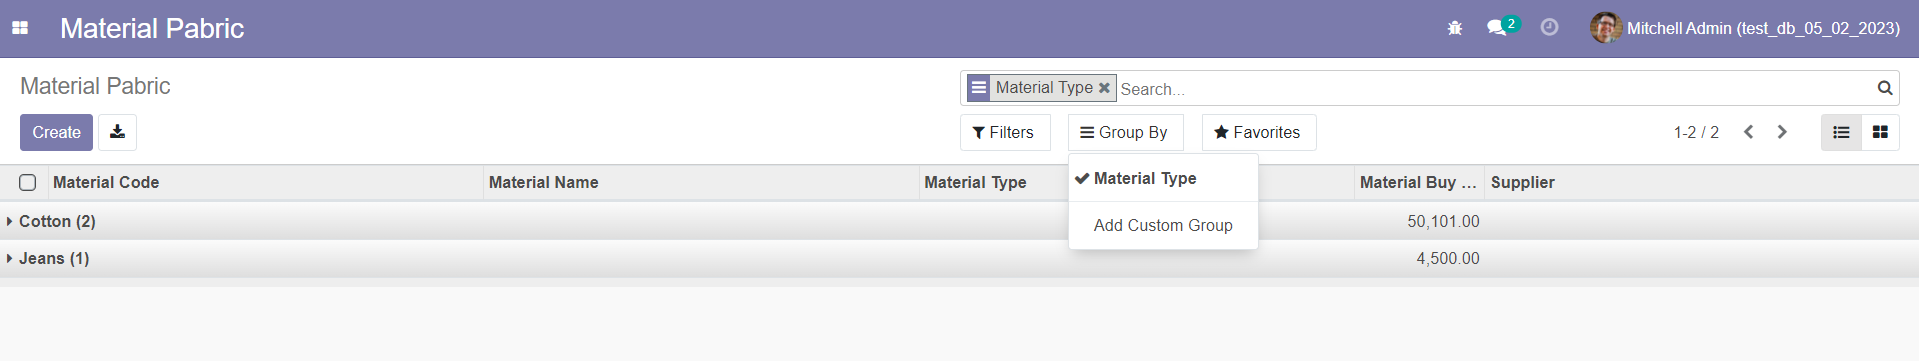 Material Pabric
2
Mitchell Admin (test_db_05_02_2023)
Material Pabric
Material Type
Search...
Create
Filters
Group By
Favorites
1-2 / 2
Material Type
Add Custom Group
Material Code
Material Name
Material Type
Material Buy ...
Supplier
Cotton (2)
50,101.00
Jeans (1)
4,500.00